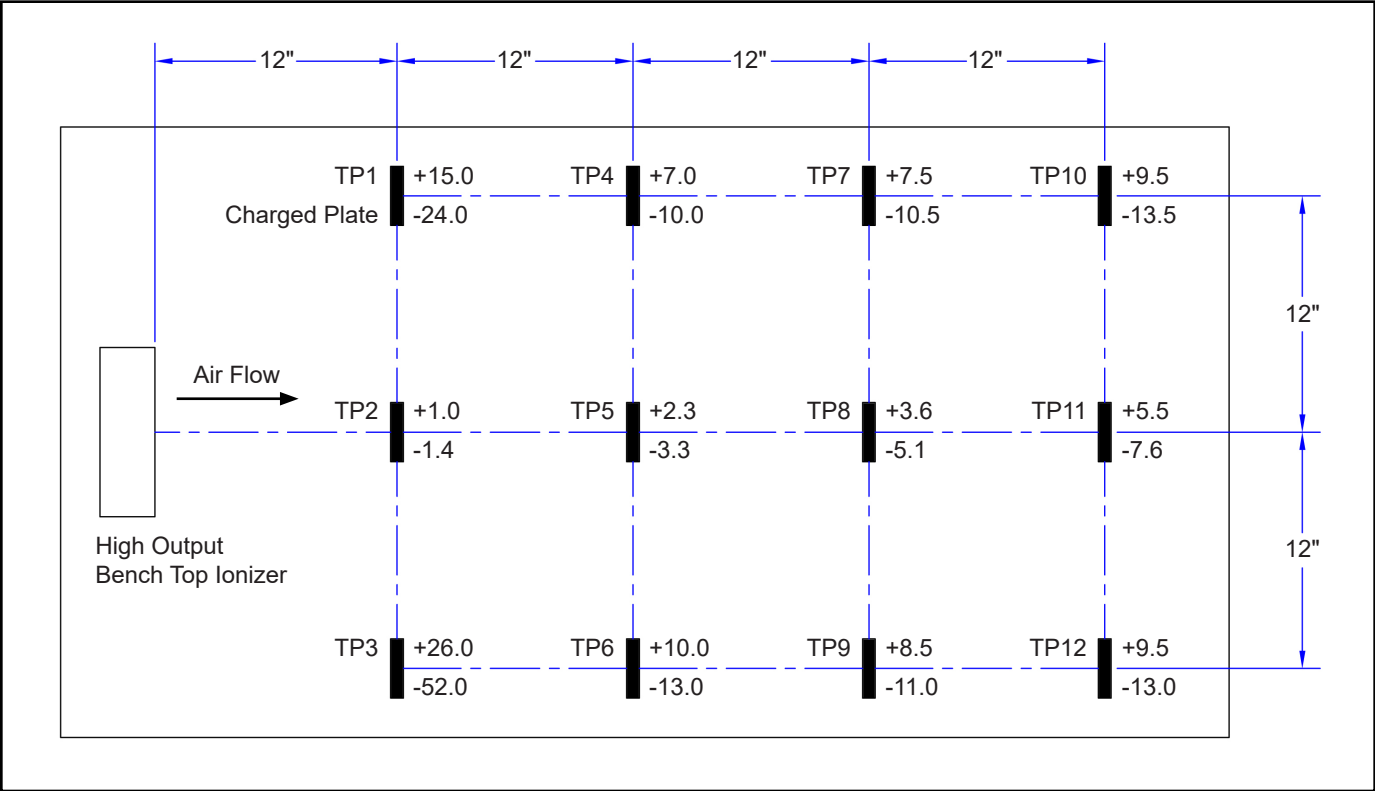 12" 12" 12" 12"
TP1 +15.0 TP4 +7.0 TP7 +7.5 TP10 +9.5
Charged Plate -24.0 -10.0 -10.5 -13.5
12"
Air Flow
TP2 +1.0 TP5 +2.3 TP8 +3.6 TP11 +5.5
-1.4 -3.3 -5.1 -7.6
High Output
Bench Top Ionizer
12"
TP3 +26.0 TP6 +10.0 TP9 +8.5 TP12 +9.5
-52.0 -13.0 -11.0 -13.0